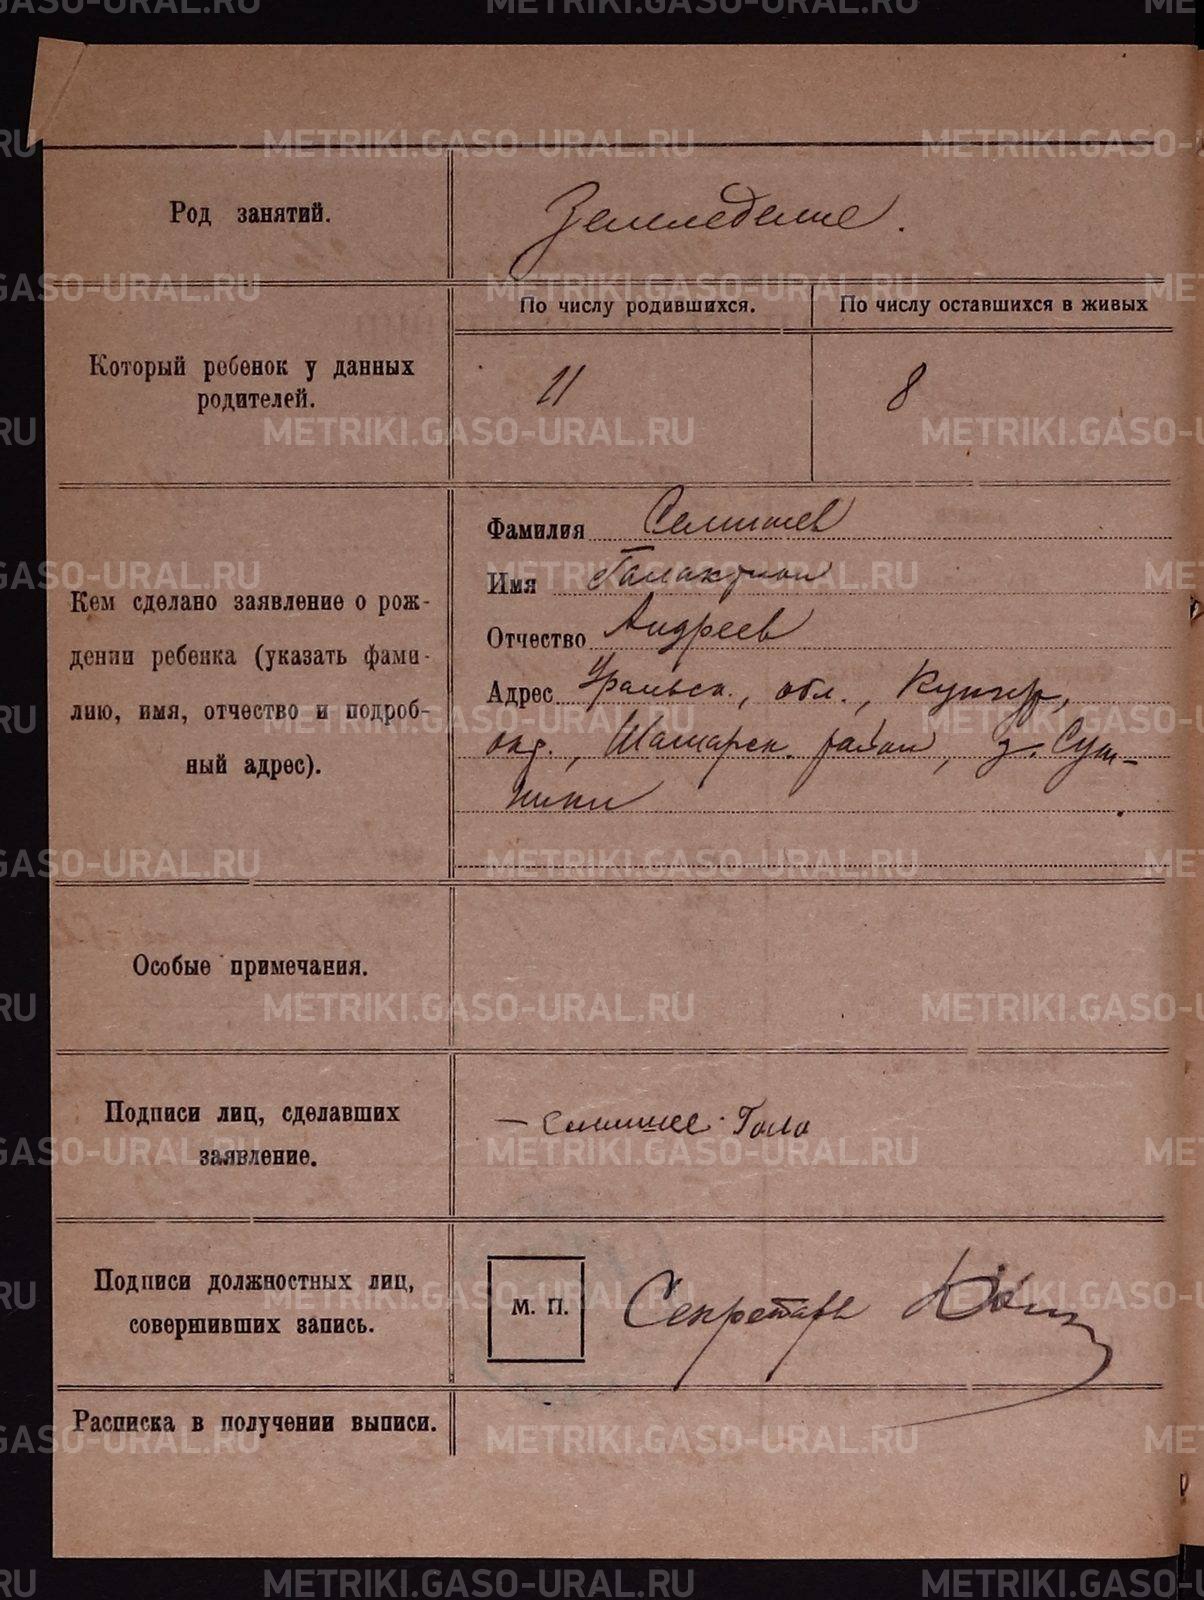 Род занятий.
Земледелие.
Который ребенок у данных
родителей.
По числу родившихся.
По числу оставшихся в живых
11
8
Кем сделано заявление о рож-
дении ребенка (указать фами-
лию, имя, отчество и подроб-
ный адрес).
Фамилия
Имя Галактион
Отчество Андреев
Адрес Уральск., обл., Кунгур,
окр., Шамарск. район, д.
Особые примечания.
Подписи лиц, сделавших
заявление.
Гала
Подписи должностных лиц,
совершивших запись.
М. П.
Секретарь
Расписка в получении выписи.
METRIKI.GASO-URAL.RU